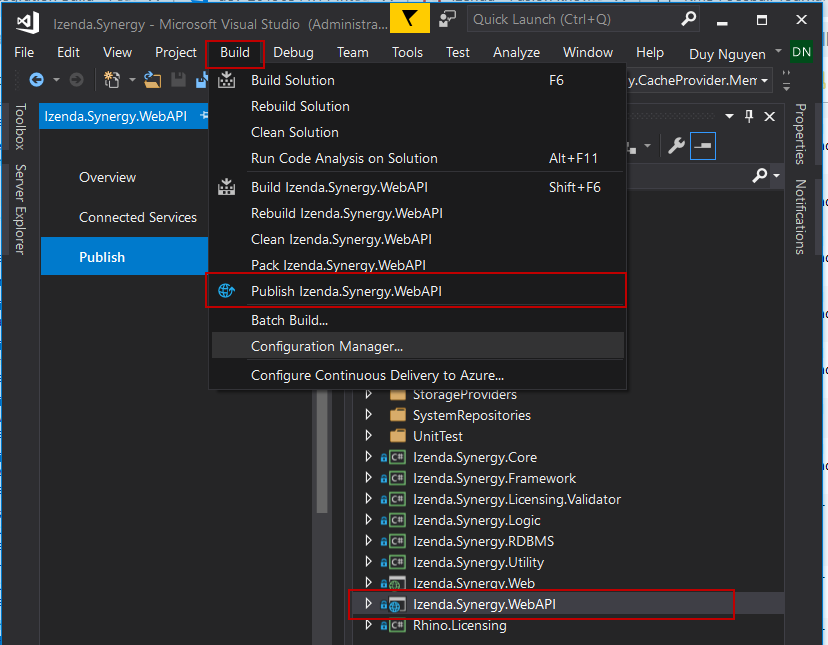 Izenda.Synergy - Microsoft Visual Studio (Administra...
Quick Launch (Ctrl+Q)
File Edit View Project Build Debug Team Tools Test Analyze Window Help Duy Nguyen DN
y.CacheProvider.Mem
Toolbox
Server Explorer
Izenda.Synergy.WebAPI
Overview
Connected Services
Publish
Build Solution F6
Rebuild Solution
Clean Solution
Run Code Analysis on Solution Alt+F11
Build Izenda.Synergy.WebAPI Shift+F6
Rebuild Izenda.Synergy.WebAPI
Clean Izenda.Synergy.WebAPI
Pack Izenda.Synergy.WebAPI
Publish Izenda.Synergy.WebAPI
Batch Build...
Configuration Manager...
Configure Continuous Delivery to Azure...
StorageProviders
SystemRepositories
UnitTest
C# Izenda.Synergy.Core
C# Izenda.Synergy.Framework
C# Izenda.Synergy.Licensing.Validator
C# Izenda.Synergy.Logic
C# Izenda.Synergy.RDBMS
C# Izenda.Synergy.Utility
Izenda.Synergy.Web
Izenda.Synergy.WebAPI
C# Rhino.Licensing
Properties
Notifications